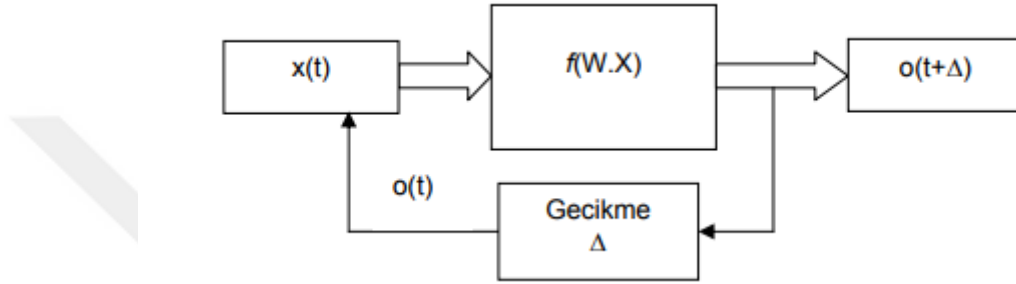 x(t)
f(W.X)
o(t+Δ)
o(t)
Gecikme
Δ